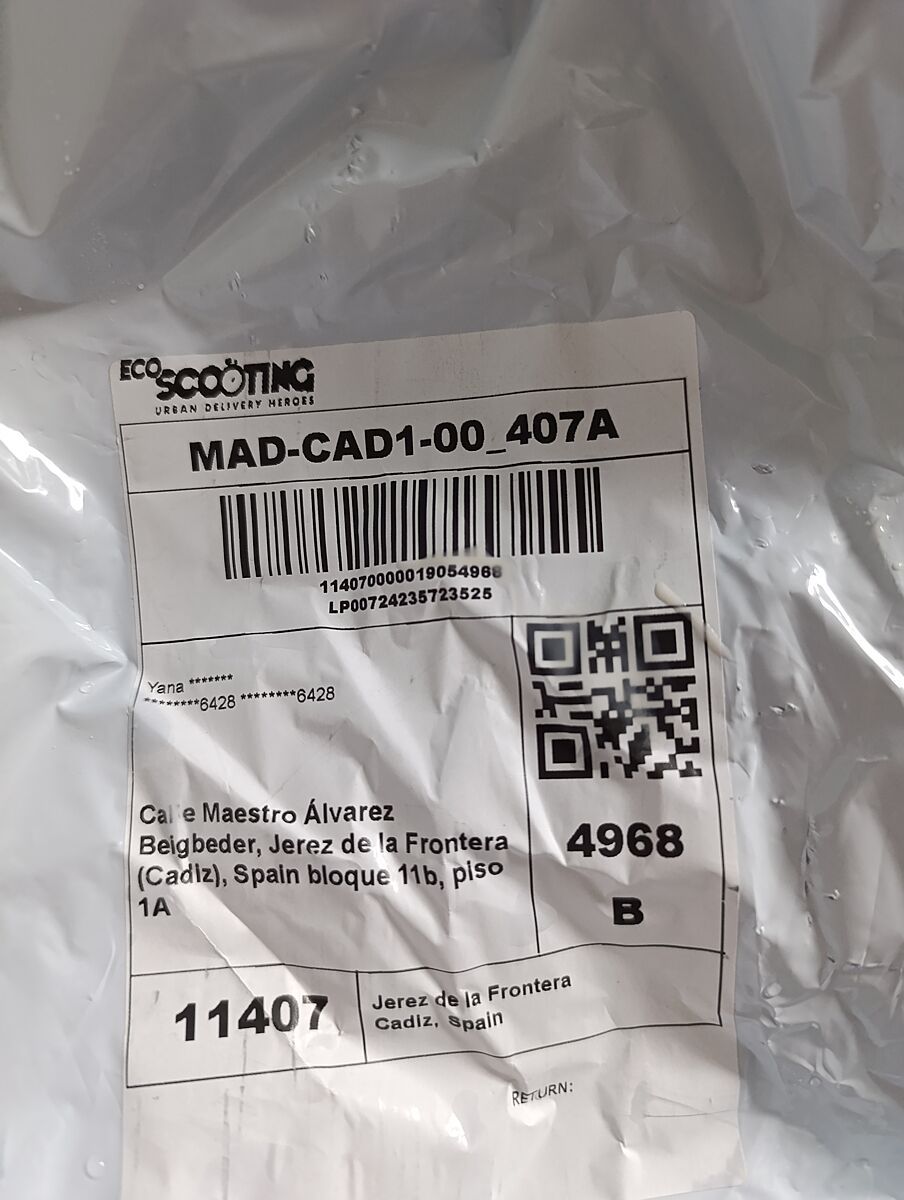 ECO
SCOOTING
URBAN DELIVERY HEROES
MAD-CAD1-00_407A
114070000019054968
LP00724235723525
Yana *******
********6428 ********6428
Calle Maestro Álvarez
Beigbeder, Jerez de la Frontera
(Cadiz), Spain bloque 11b, piso
1A
4968
B
11407
Jerez de la Frontera
Cadiz, Spain
RETURN: